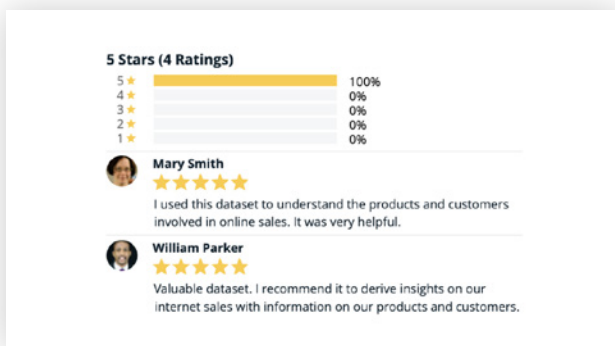 5 Stars (4 Ratings)
5 ★ 100%
4 ★ 0%
3 ★ 0%
2 ★ 0%
1 ★ 0%
Mary Smith
I used this dataset to understand the products and customers
involved in online sales. It was very helpful.
William Parker
Valuable dataset. I recommend it to derive insights on our
internet sales with information on our products and customers.